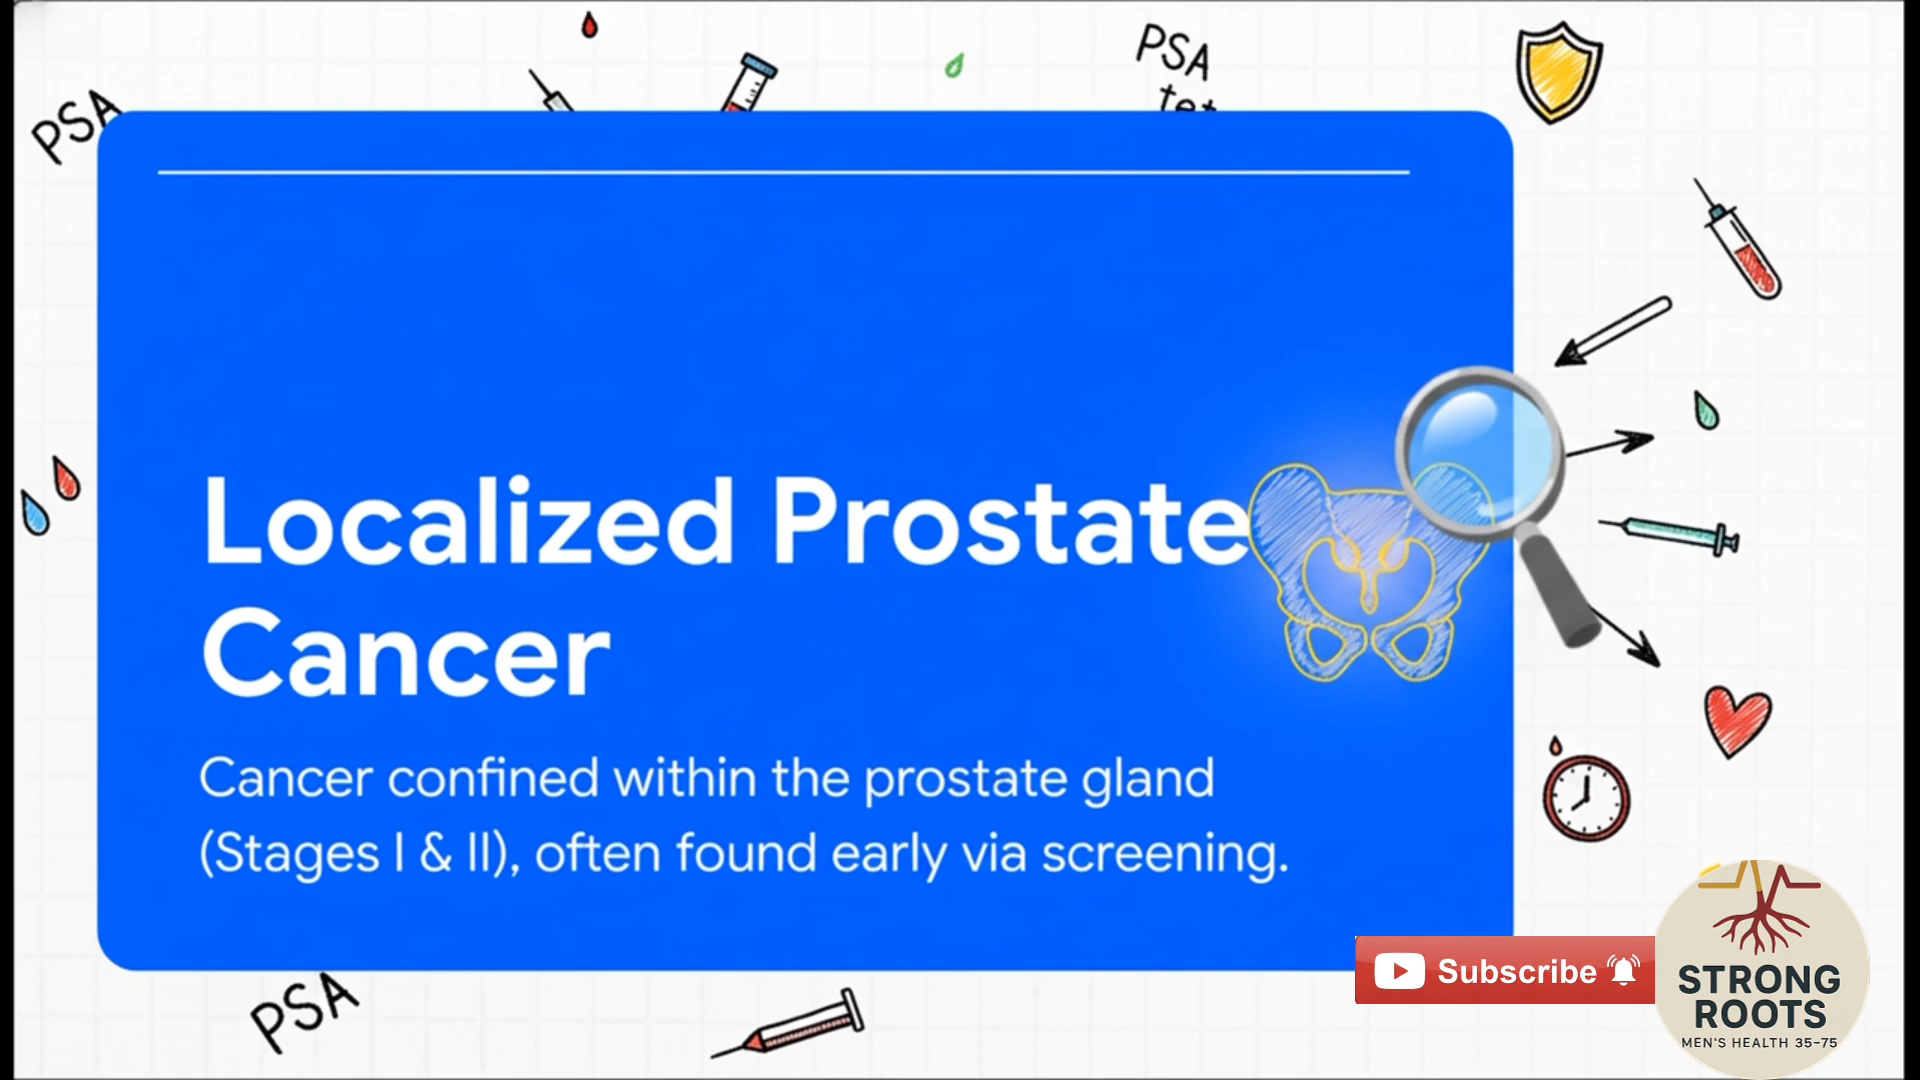 PSA
tet
PSA
Localized Prostate
Cancer
Cancer confined within the prostate gland
(Stages I & II), often found early via screening.
PSA
Subscribe
STRONG
ROOTS
MEN'S HEALTH 35-75